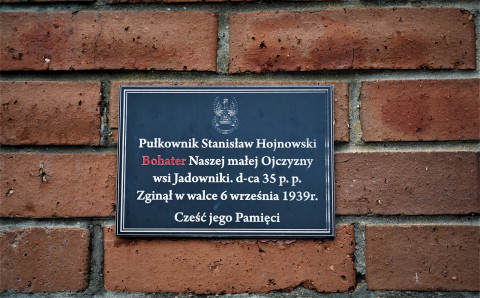 Pułkownik Stanisław Hojnowski
Bohater Naszej małej Ojczyzny
wsi Jadowniki. d-ca 35 p. p.
Zginął w walce 6 września 1939r.
Cześć jego Pamięci